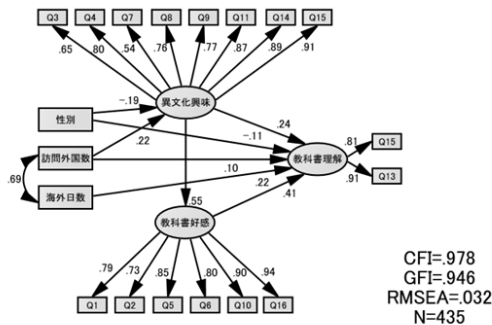 Q3 Q4 Q7 Q8 Q9 Q11 Q14 Q15
.65 .80 .54 .76 .77 .87 .89 .91
異文化興味
-.19
性別
.24
-.11
.22
.81 Q15
訪問外国数
教科書理解
.10
.69
.91 Q13
海外日数
.22
.41
.55
教科書好感
.79 .73 .85 .80 .90 .94
Q1 Q2 Q5 Q6 Q10 Q16
CFI=.978
GFI=.946
RMSEA=.032
N=435